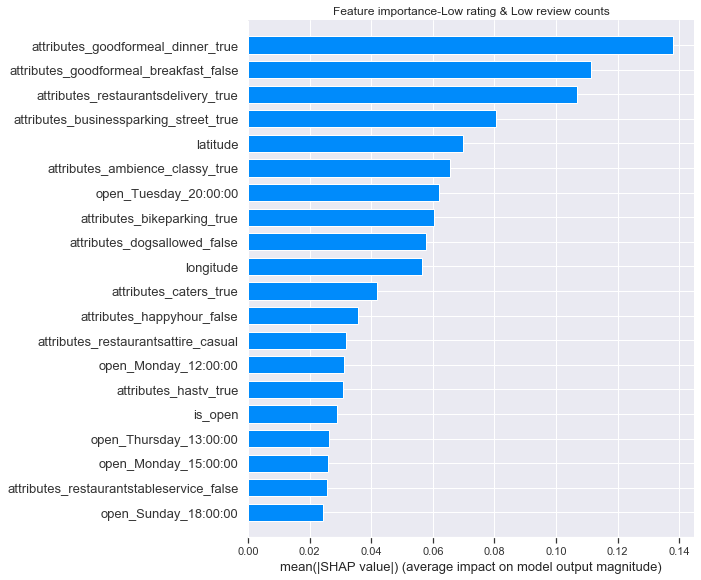 Feature importance-Low rating & Low review counts
attributes_goodformeal_dinner_true
attributes_goodformeal_breakfast_false
attributes_restaurantsdelivery_true
attributes_businessparking_street_true
latitude
attributes_ambience_classy_true
open_Tuesday_20:00:00
attributes_bikeparking_true
attributes_dogsallowed_false
longitude
attributes_caters_true
attributes_happyhour_false
attributes_restaurantsattire_casual
open_Monday_12:00:00
attributes_hastv_true
is_open
open_Thursday_13:00:00
open_Monday_15:00:00
attributes_restaurantstableservice_false
open_Sunday_18:00:00
0.00 0.02 0.04 0.06 0.08 0.10 0.12 0.14
mean(|SHAP value|) (average impact on model output magnitude)